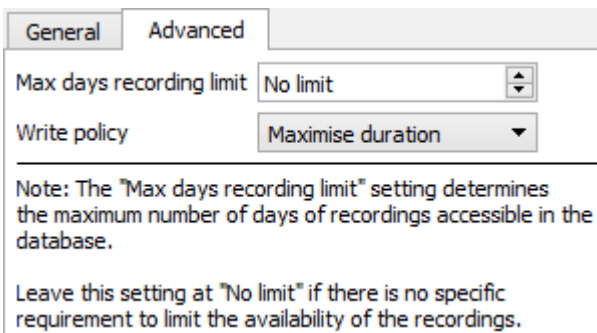 General Advanced
Max days recording limit No limit
Write policy Maximise duration
Note: The "Max days recording limit" setting determines
the maximum number of days of recordings accessible in the
database.
Leave this setting at "No limit" if there is no specific
requirement to limit the availability of the recordings.